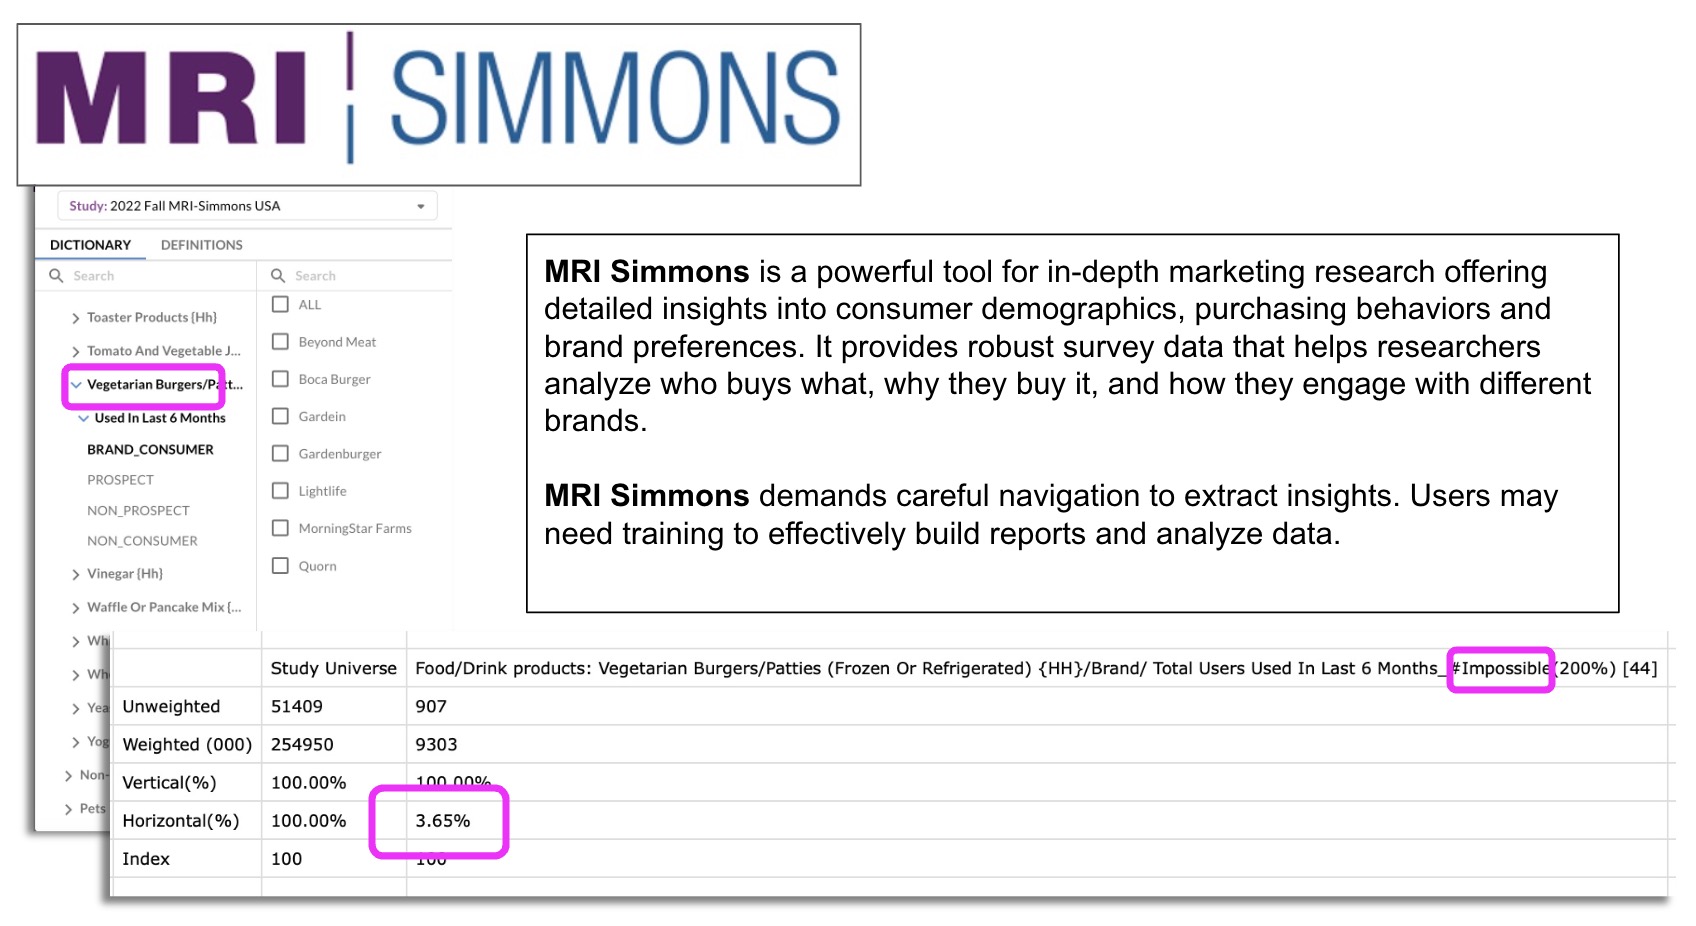 MRI SIMMONS
Study: 2022 Fall MRI-Simmons USA
DICTIONARY DEFINITIONS
Search
Search
Toaster Products {Hh}
Tomato And Vegetable J...
Vegetarian Burgers/Patt...
Used In Last 6 Months
BRAND_CONSUMER
PROSPECT
NON_PROSPECT
NON_CONSUMER
Vinegar {Hh}
Waffle Or Pancake Mix {...
Wh
Wh
Yea
Yog
Non-
Pets
ALL
Beyond Meat
Boca Burger
Gardein
Gardenburger
Lightlife
MorningStar Farms
Quorn
MRI Simmons is a powerful tool for in-depth marketing research offering
detailed insights into consumer demographics, purchasing behaviors and
brand preferences. It provides robust survey data that helps researchers
analyze who buys what, why they buy it, and how they engage with different
brands.
MRI Simmons demands careful navigation to extract insights. Users may
need training to effectively build reports and analyze data.
Study Universe Food/Drink products: Vegetarian Burgers/Patties (Frozen Or Refrigerated) {HH}/Brand/ Total Users Used In Last 6 Months_#Impossible(200%) [44]
Unweighted 51409 907
Weighted (000) 254950 9303
Vertical(%) 100.00% 100.00%
Horizontal(%) 100.00% 3.65%
Index 100 100